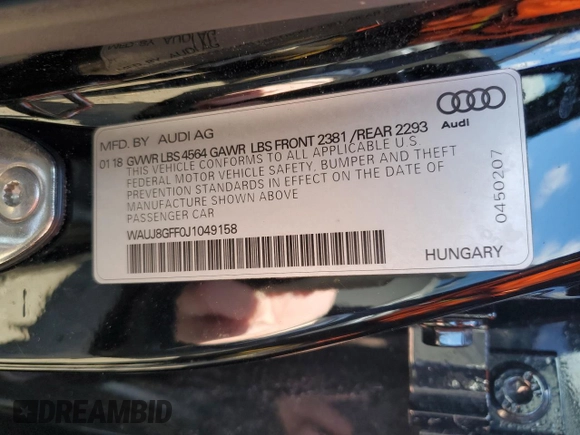 MFD. BY AUDI AG
Audi
01 18 GVWR LBS 4564 GAWR LBS FRONT 2381 /REAR 2293
THIS VEHICLE CONFORMS TO ALL APPLICABLE U.S
FEDERAL MOTOR VEHICLE SAFETY, BUMPER AND THEFT
PREVENTION STANDARDS IN EFFECT ON THE DATE OF
MANUFACTURE SHOWN ABOVE
PASSENGER CAR
WAUJ8GFF0J1049158
HUNGARY
0450207
DREAMBID